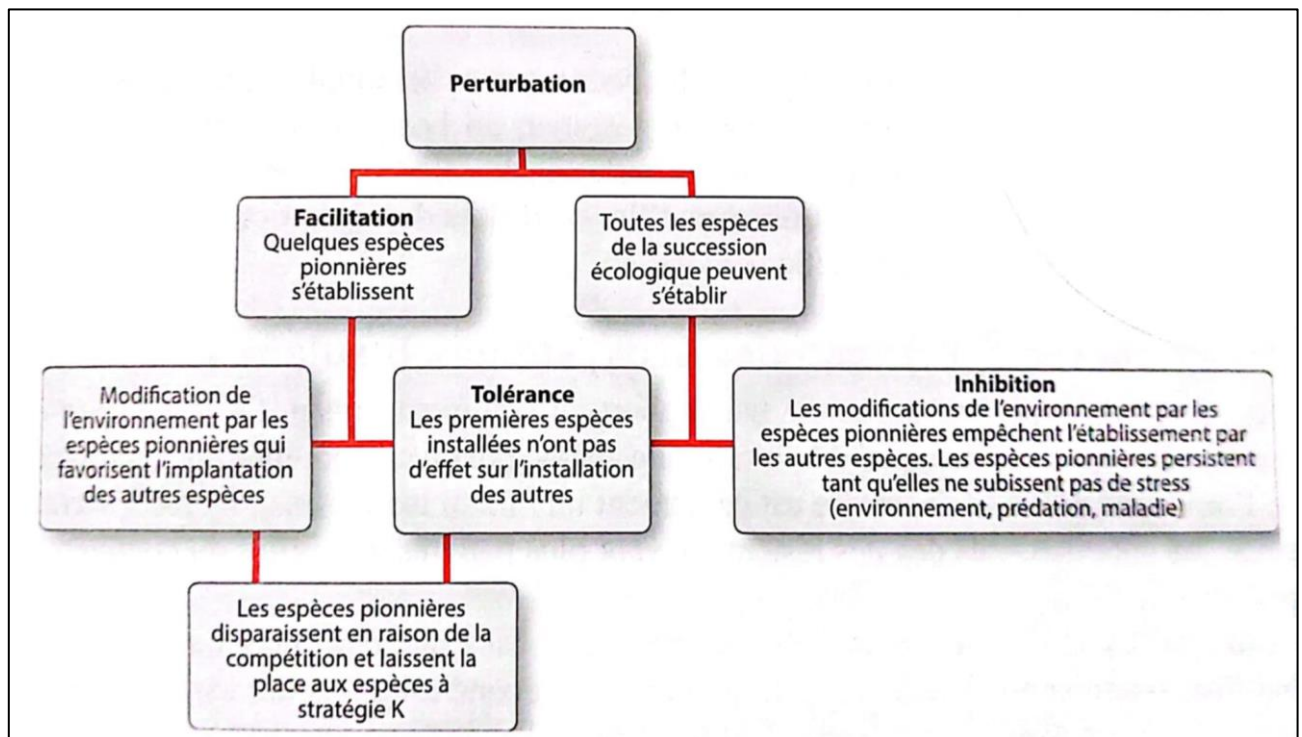 Perturbation
Facilitation
Quelques espèces
pionnières
s’établissent
Toutes les espèces
de la succession
écologique peuvent
s’établir
Modification de
l’environnement par les
espèces pionnières qui
favorisent l’implantation
des autres espèces
Tolérance
Les premières espèces
installées n’ont pas
d’effet sur l’installation
des autres
Inhibition
Les modifications de l’environnement par les
espèces pionnières empêchent l’établissement par
les autres espèces. Les espèces pionnières persistent
tant qu’elles ne subissent pas de stress
(environnement, prédation, maladie)
Les espèces pionnières
disparaissent en raison de la
compétition et laissent la
place aux espèces à
stratégie K